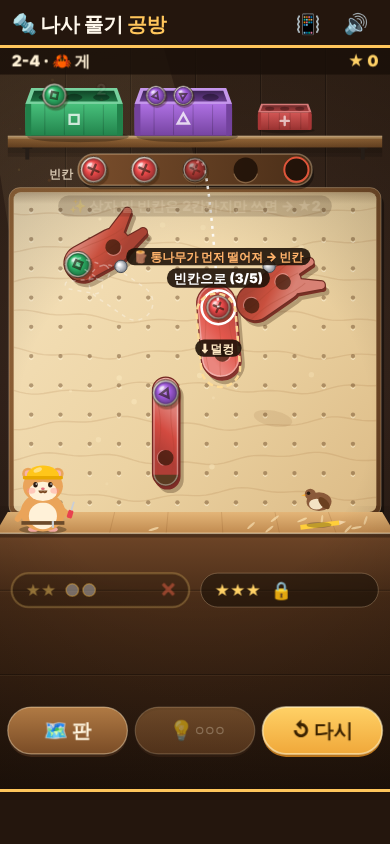 나사 풀기 공방
2-4 · 🦀 게
★ 0
빈칸
통나무가 먼저 떨어져 → 빈칸
빈칸으로 (3/5)
⬇덜컹
★★
★★★
판
다시